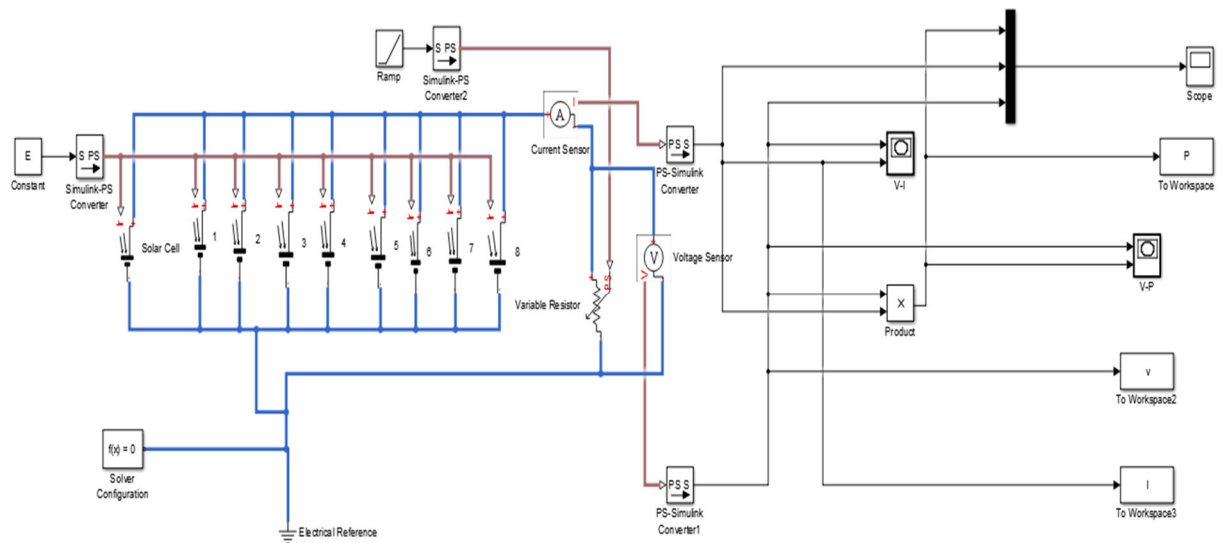 Ramp
S PS
Simulink-PS
Converter2
E
Constant
S PS
Simulink-PS
Converter
A
I
Current Sensor
PS S
PS-Simulink
Converter
V-I
Scope
P
To Workspace
Solar Cell
1
2
3
4
5
6
7
8
V
V
Voltage Sensor
PS
Variable Resistor
V-P
X
Product
v
To Workspace2
f(x) = 0
Solver
Configuration
Electrical Reference
PS S
PS-Simulink
Converter1
I
To Workspace3